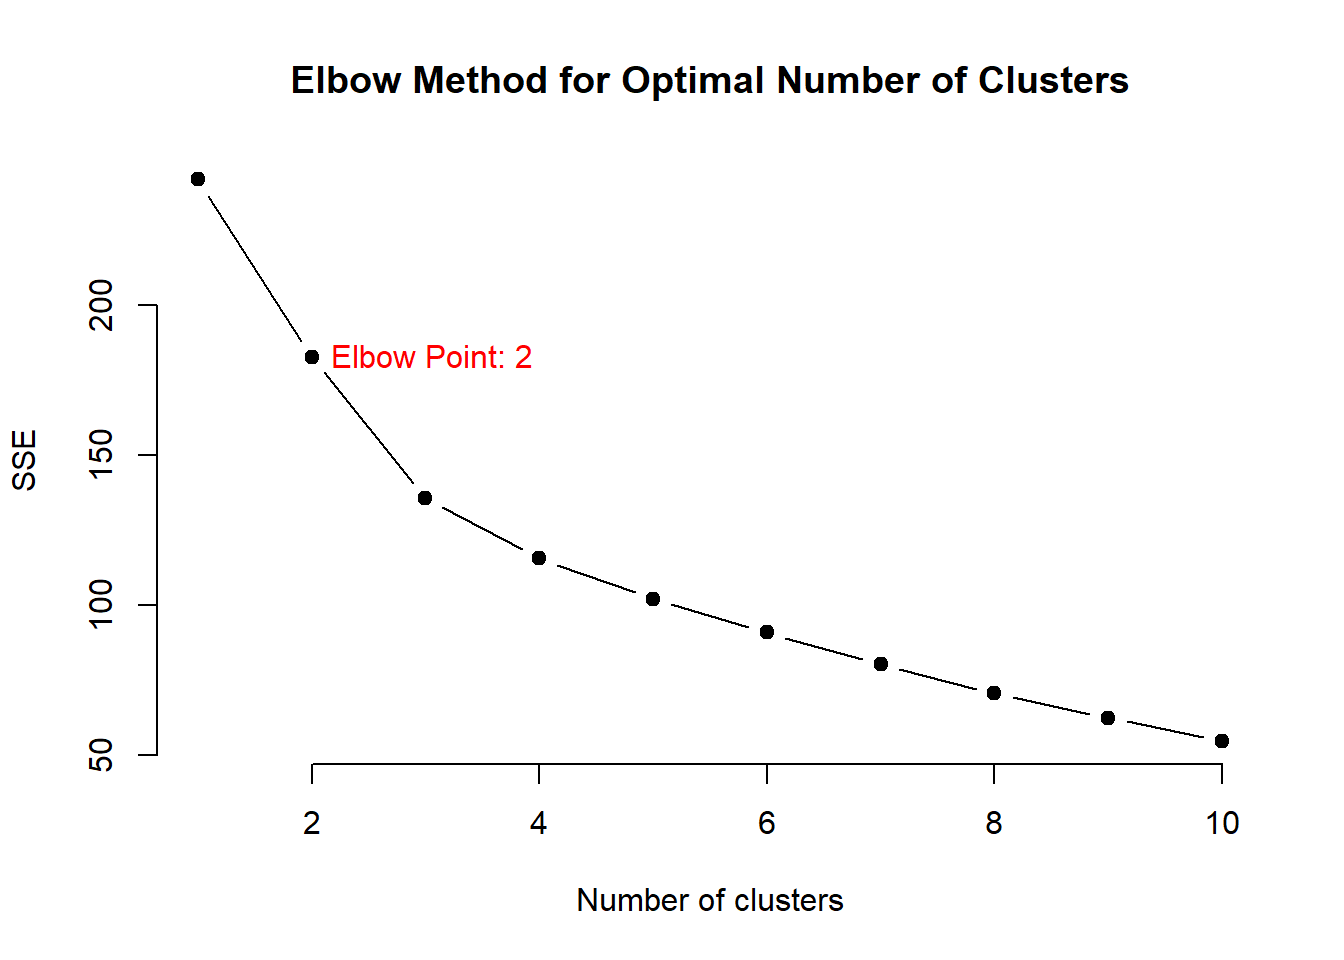 Elbow Method for Optimal Number of Clusters
200
Elbow Point: 2
150
SSE
100
50
2 4 6 8 10
Number of clusters